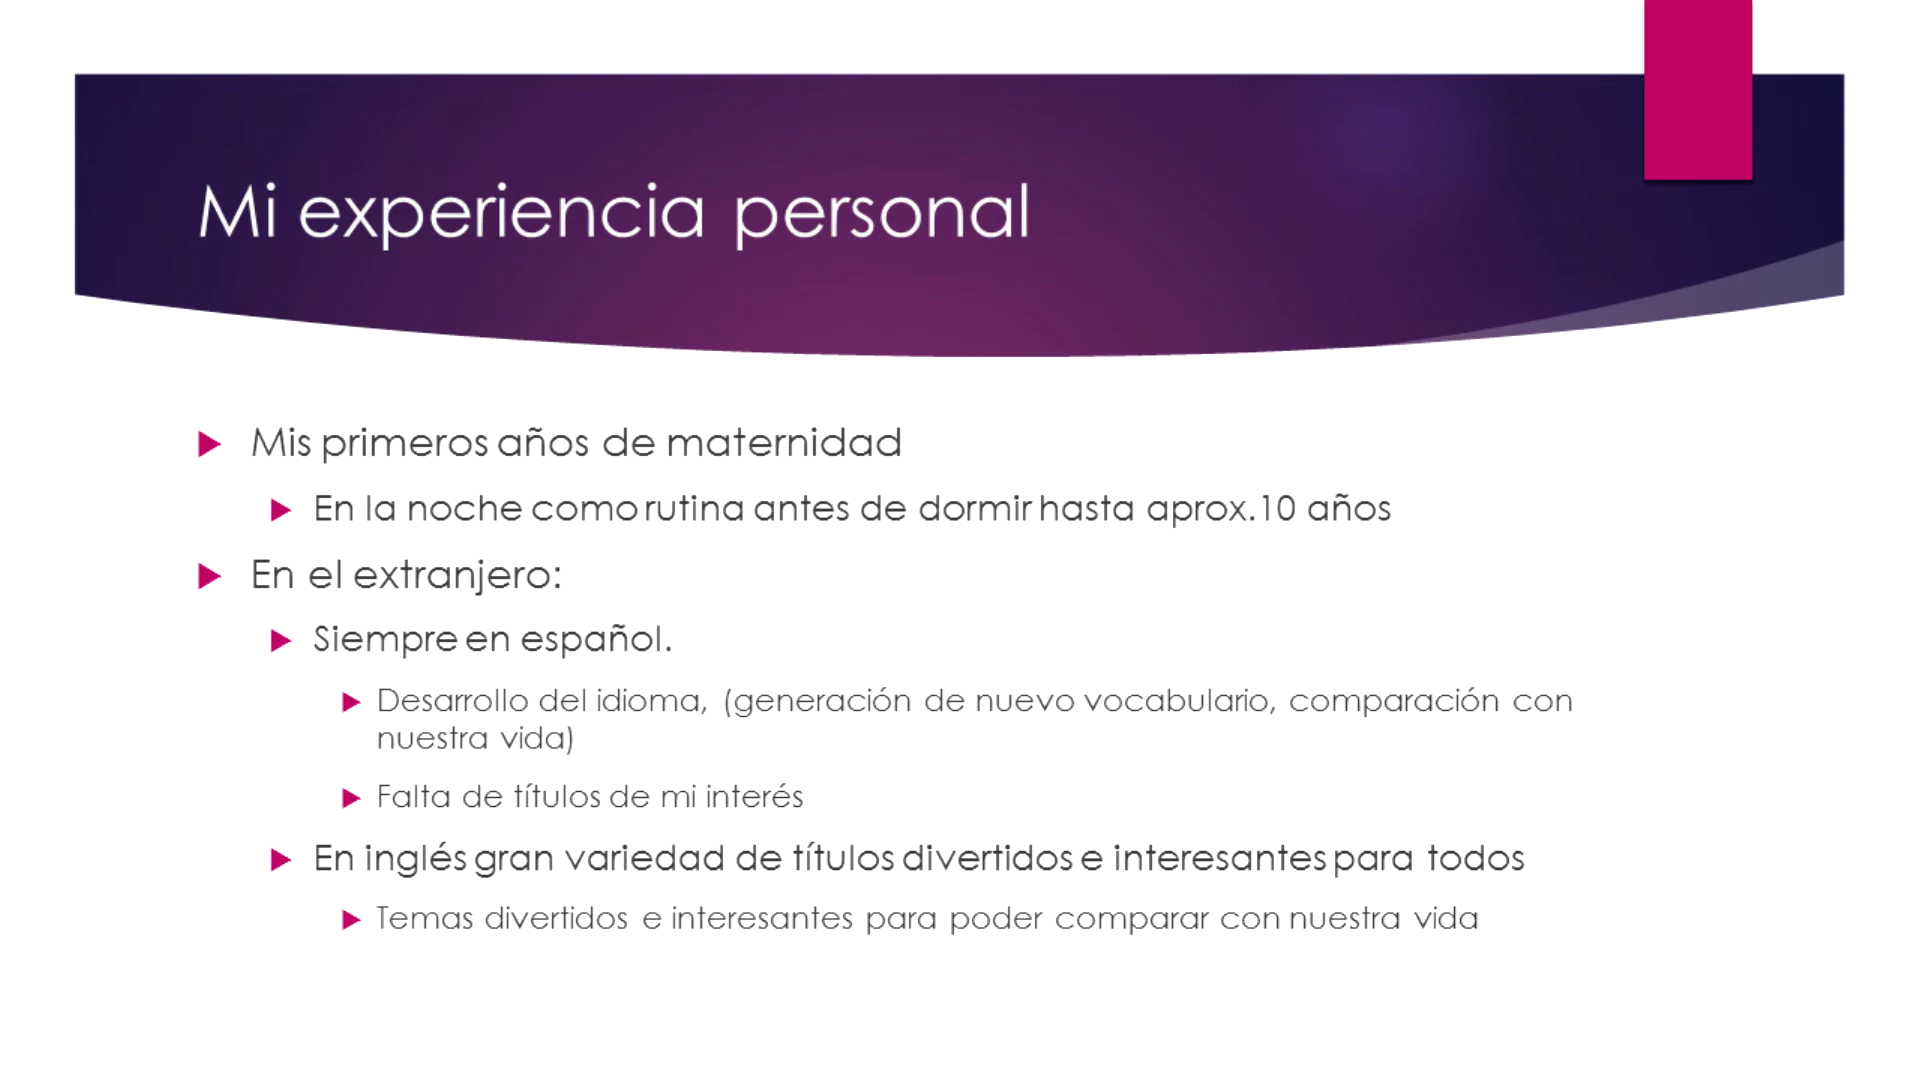 Mi experiencia personal
Mis primeros años de maternidad
En la noche como rutina antes de dormir hasta aprox.10 años
En el extranjero:
Siempre en español.
Desarrollo del idioma, (generación de nuevo vocabulario, comparación con
nuestra vida)
Falta de títulos de mi interés
En inglés gran variedad de títulos divertidos e interesantes para todos
Temas divertidos e interesantes para poder comparar con nuestra vida